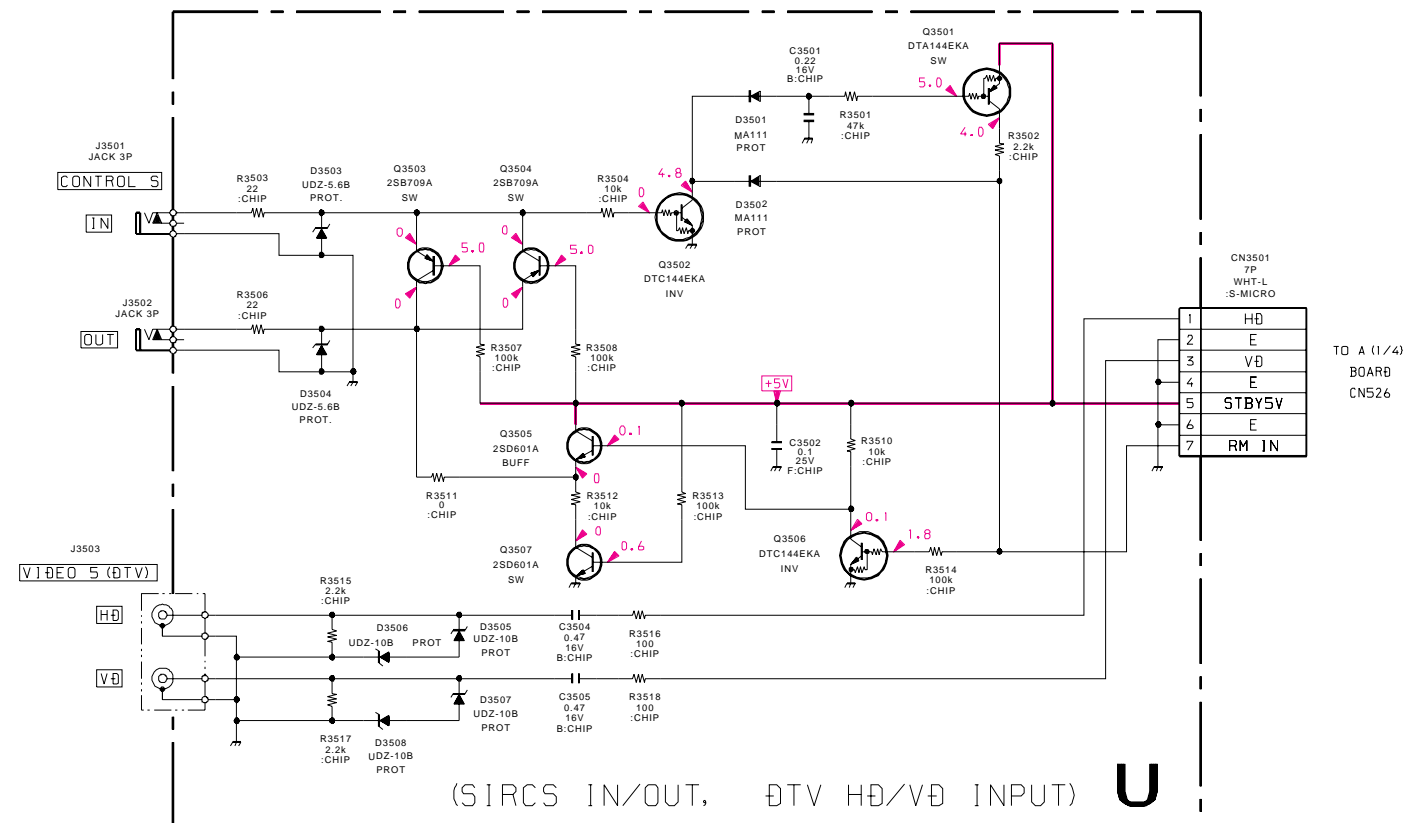 Q3501
DTA144EKA
SW
C3501
0.22
16V
B:CHIP
5.0
D3501
MA111
PROT
R3501
47k
:CHIP
4.0
R3502
2.2k
:CHIP
J3501
JACK 3P
CONTROL S
IN
R3503
22
:CHIP
D3503
UDZ-5.6B
PROT.
Q3503
2SB709A
SW
Q3504
2SB709A
SW
R3504
10k
:CHIP
4.8
0
D3502
MA111
PROT
0
5.0
0
0
5.0
0
Q3502
DTC144EKA
INV
CN3501
7P
WHT-L
:S-MICRO
J3502
JACK 3P
OUT
R3506
22
:CHIP
D3504
UDZ-5.6B
PROT.
R3507
100k
:CHIP
R3508
100k
:CHIP
1 HD
2 E
3 VD
4 E
5 STBY5V
6 E
7 RM IN
TO A (1/4)
BOARD
CN526
+5V
Q3505
2SD601A
BUFF
0.1
0
C3502
0.1
25V
F:CHIP
R3510
10k
:CHIP
R3511
0
:CHIP
R3512
10k
:CHIP
R3513
100k
:CHIP
Q3507
2SD601A
SW
0
0.6
Q3506
DTC144EKA
INV
0.1
1.8
R3514
100k
:CHIP
J3503
VIDEO 5 (DTV)
HD
VD
R3515
2.2k
:CHIP
D3506
UDZ-10B PROT
D3505
UDZ-10B
PROT
C3504
0.47
16V
B:CHIP
R3516
100
:CHIP
R3517
2.2k
:CHIP
D3508
UDZ-10B
PROT
D3507
UDZ-10B
PROT
C3505
0.47
16V
B:CHIP
R3518
100
:CHIP
(SIRCS IN/OUT, DTV HD/VD INPUT) U